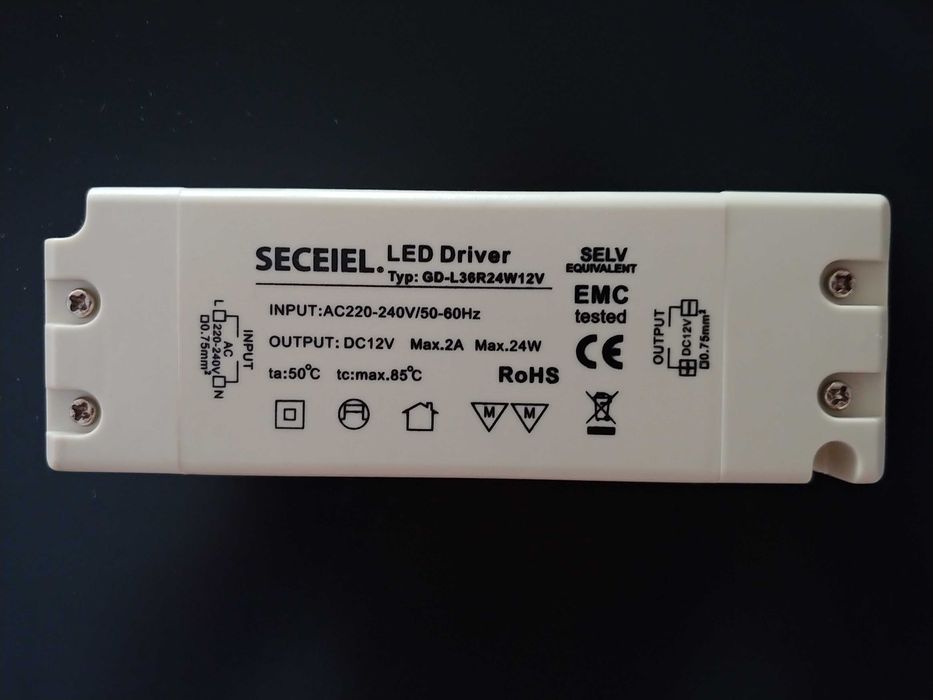 SECEIEL® LED Driver
Typ: GD-L36R24W12V
SELV
EQUIVALENT
INPUT:AC220-240V/50-60Hz
EMC
tested
OUTPUT: DC12V Max.2A Max.24W
CE
ta:50℃ tc:max.85℃
RoHS
M M
INPUT
AC
L 220-240V N
0.75mm²
OUTPUT
- DC12V +
0.75mm²